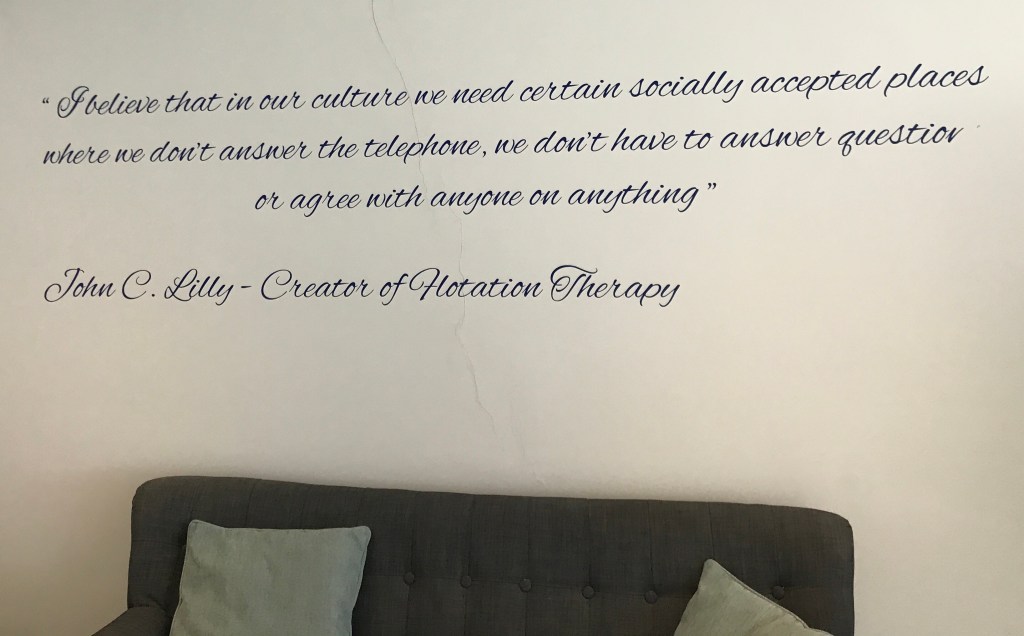 “ I believe that in our culture we need certain socially accepted places
where we don't answer the telephone, we don't have to answer question
or agree with anyone on anything ”
John C. Lilly - Creator of Flotation Therapy